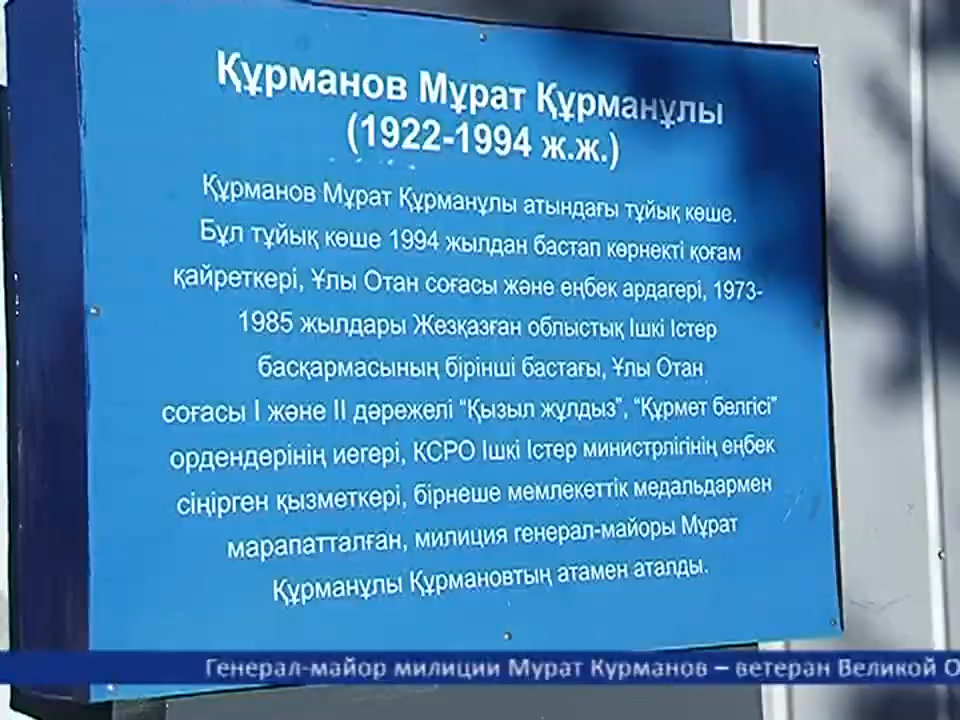 Құрманов Мұрат Құрманұлы
(1922-1994 ж.ж.)
Құрманов Мұрат Құрманұлы атындағы тұйық көше.
Бұл тұйық көше 1994 жылдан бастап көрнекті қоғам
қайреткері, Ұлы Отан соғасы және еңбек ардагері, 1973-
1985 жылдары Жезқазған облыстық Ішкі Істер
басқармасының бірінші бастағы, Ұлы Отан
соғасы І және ІІ дәрежелі “Қызыл жұлдыз”, “Құрмет белгісі”
ордендерінің иегері, КСРО Ішкі Істер министрлігінің еңбек
сіңірген қызметкері, бірнеше мемлекеттік медальдармен
марапатталған, милиция генерал-майоры Мұрат
Құрманұлы Құрмановтың атамен аталды.
Генерал-майор милиции Мурат Курманов – ветеран Великой О